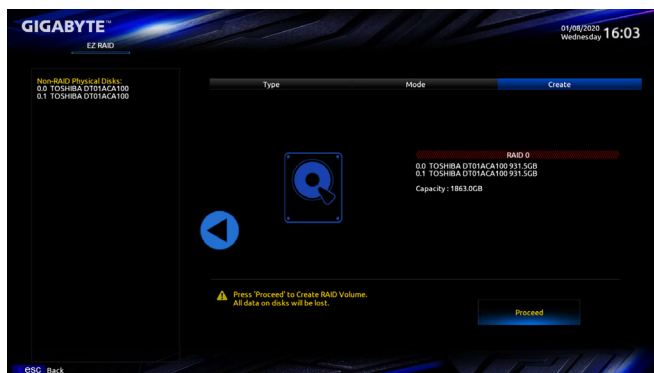 GIGABYTE™
EZ RAID
01/08/2020
Wednesday
16:03
Non-RAID Physical Disks:
0.0 TOSHIBA DT01ACA100
0.1 TOSHIBA DT01ACA100
Type
Mode
Create
RAID 0
0.0 TOSHIBA DT01ACA100 931.5GB
0.1 TOSHIBA DT01ACA100 931.5GB
Capacity : 1863.0GB
Press 'Proceed' to Create RAID Volume.
All data on disks will be lost.
Proceed
esc Back